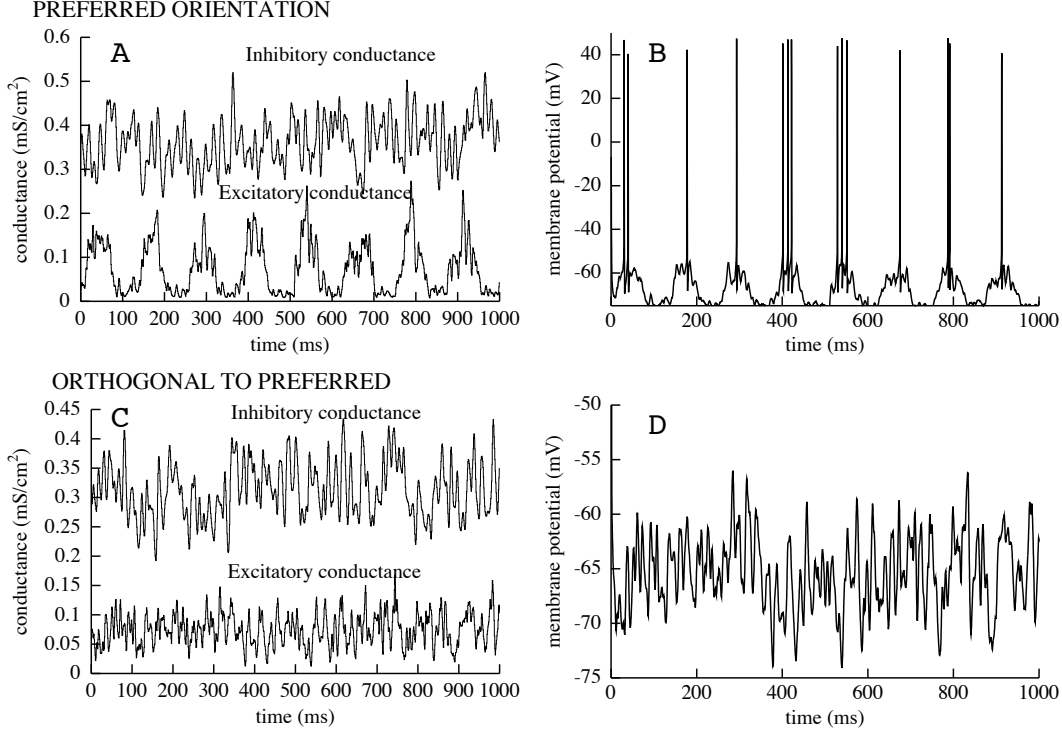 PREFERRED ORIENTATION
A
Inhibitory conductance
Excitatory conductance
conductance (mS/cm²)
0.6
0.5
0.4
0.3
0.2
0.1
0
0 100 200 300 400 500 600 700 800 900 1000
time (ms)
B
membrane potential (mV)
40
20
0
-20
-40
-60
0 200 400 600 800 1000
time (ms)
ORTHOGONAL TO PREFERRED
C
Inhibitory conductance
Excitatory conductance
conductance (mS/cm²)
0.45
0.4
0.35
0.3
0.25
0.2
0.15
0.1
0.05
0
0 100 200 300 400 500 600 700 800 900 1000
time (ms)
D
membrane potential (mV)
-50
-55
-60
-65
-70
-75
0 200 400 600 800 1000
time (ms)